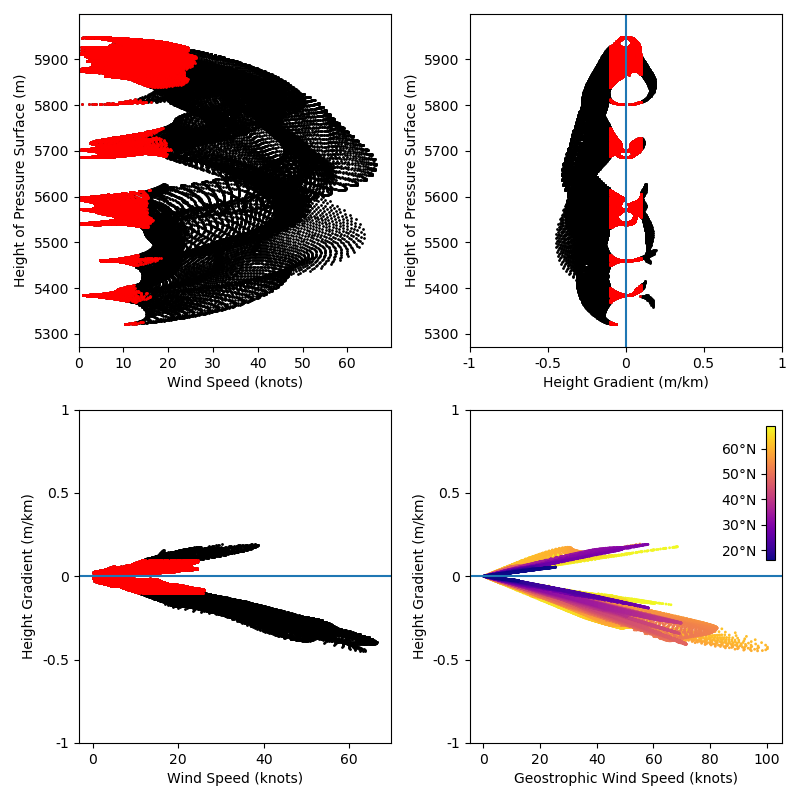 Height of Pressure Surface (m)
5900
5800
5700
5600
5500
5400
5300
0 10 20 30 40 50 60
Wind Speed (knots)
Height of Pressure Surface (m)
5900
5800
5700
5600
5500
5400
5300
-1 -0.5 0 0.5 1
Height Gradient (m/km)
Height Gradient (m/km)
1
0.5
0
-0.5
-1
0 20 40 60
Wind Speed (knots)
Height Gradient (m/km)
1
0.5
0
-0.5
-1
60°N
50°N
40°N
30°N
20°N
0 20 40 60 80 100
Geostrophic Wind Speed (knots)